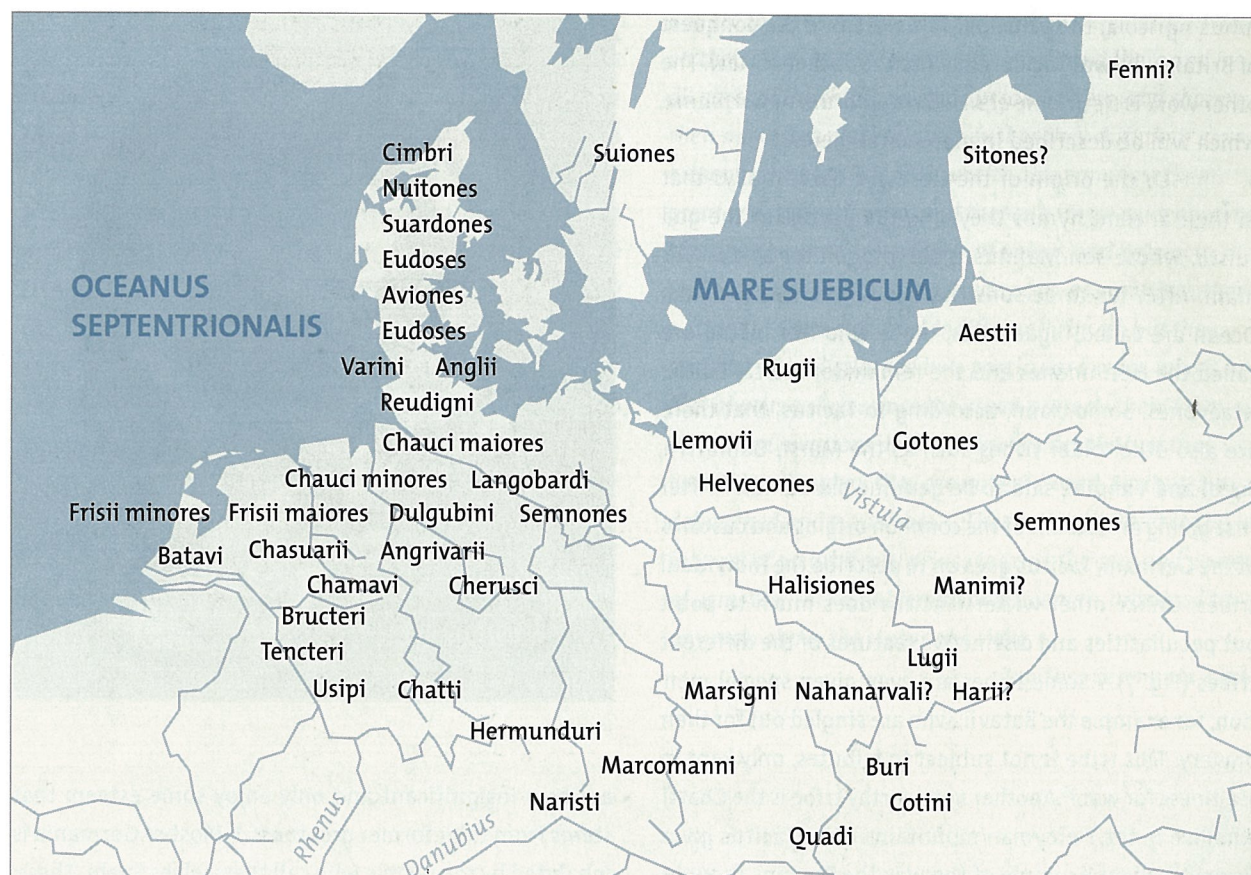 Fenni?
Cimbri
Suiones
Sitones?
Nuitones
Suardones
Eudoses
OCEANUS
SEPTENTRIONALIS
Aviones
MARE SUEBICUM
Eudoses
Aestii
Varini
Anglii
Rugii
Reudigni
Chauci maiores
Lemovii
Gotones
Chauci minores
Langobardi
Helvecones
Vistula
Frisii minores
Frisii maiores
Dulgubini
Semnones
Semnones
Batavi
Chasuarii
Angrivarii
Chamavi
Cherusci
Halisiones
Manimi?
Bructeri
Tencteri
Lugii
Usipi
Chatti
Marsigni
Nahanarvali?
Harii?
Hermunduri
Marcomanni
Buri
Naristi
Cotini
Rhenus
Danubius
Quadi